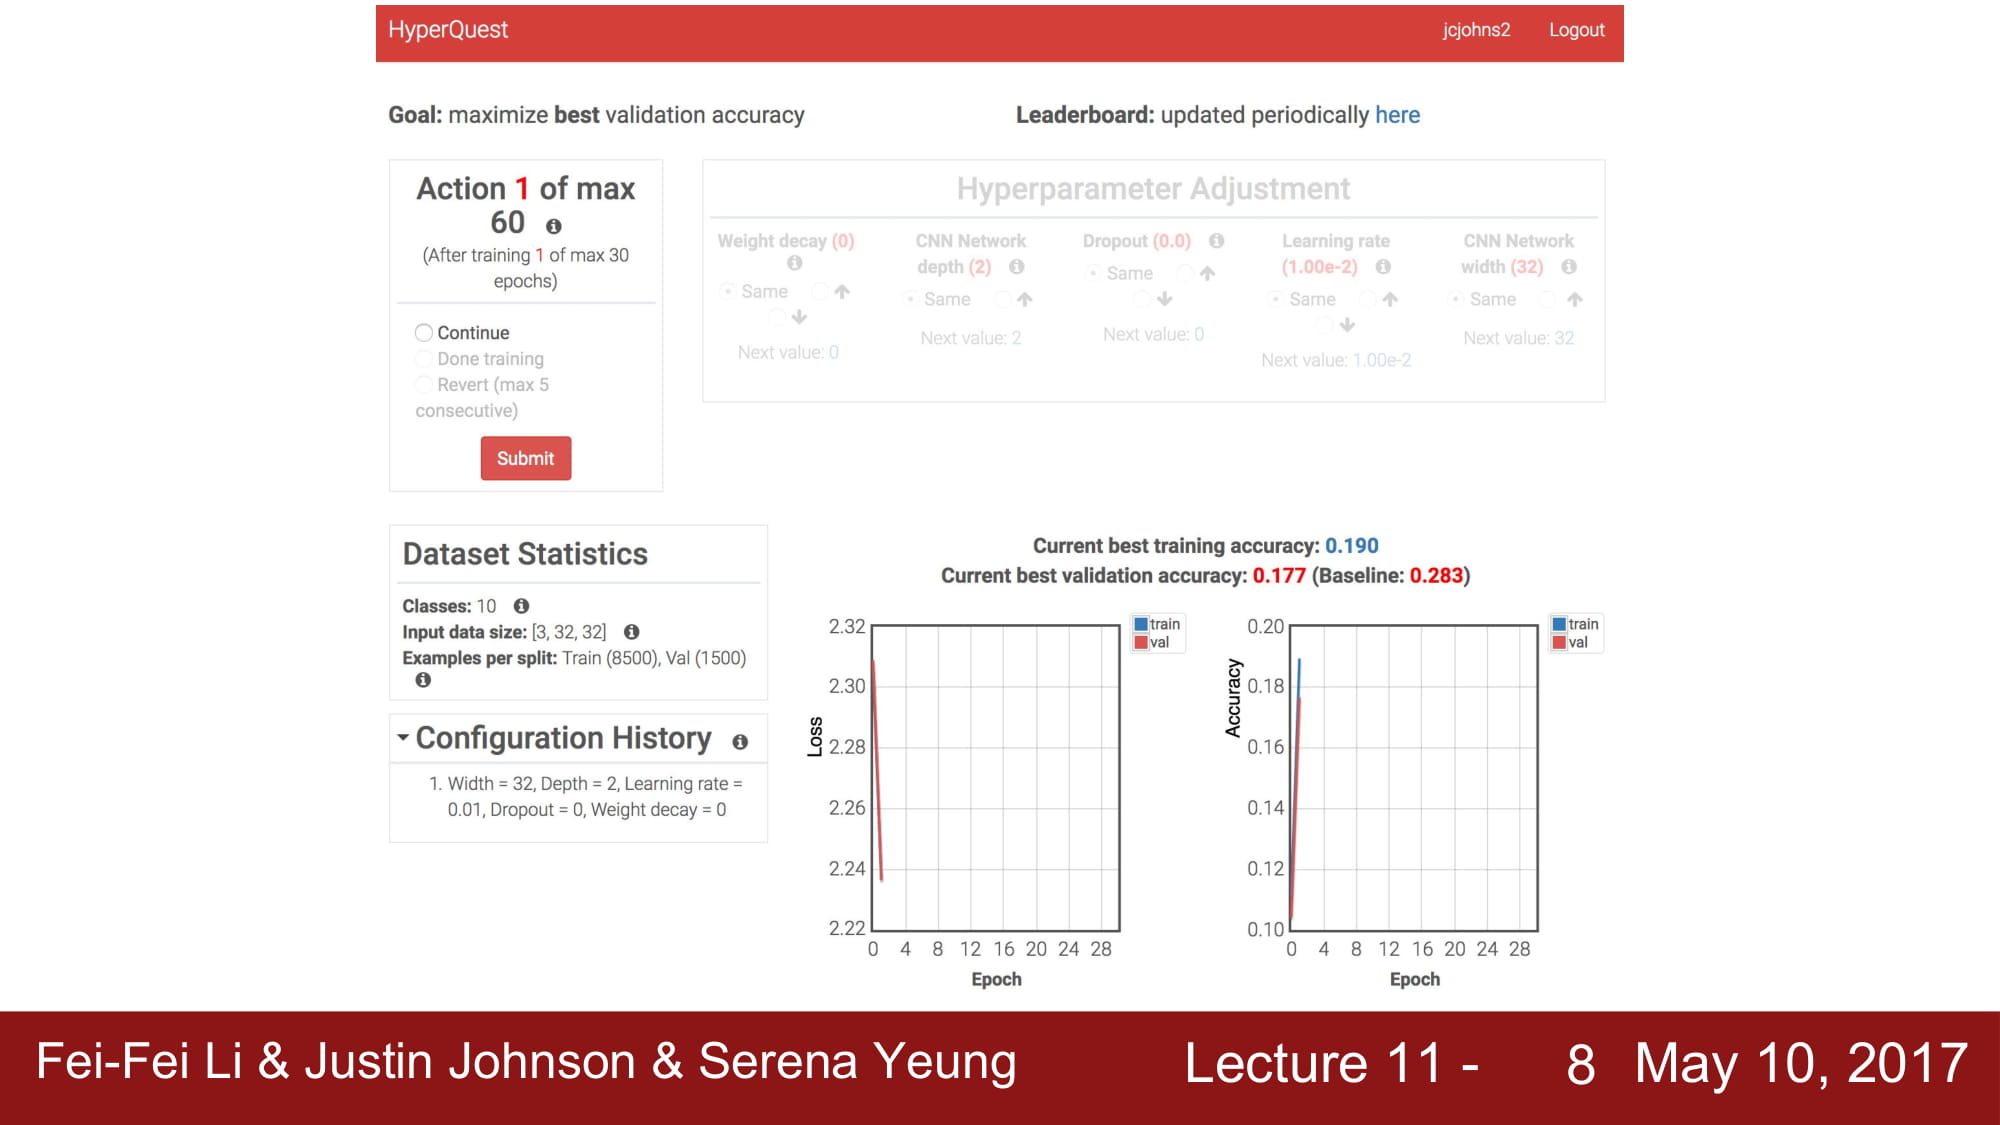 HyperQuest
jcjohns2 Logout
Goal: maximize best validation accuracy
Leaderboard: updated periodically here
Action 1 of max
60
(After training 1 of max 30
epochs)
Continue
Done training
Revert (max 5
consecutive)
Submit
Hyperparameter Adjustment
Weight decay (0)
Same
Next value: 0
CNN Network
depth (2)
Same
Next value: 2
Dropout (0.0)
Same
Next value: 0
Learning rate
(1.00e-2)
Same
Next value: 1.00e-2
CNN Network
width (32)
Same
Next value: 32
Dataset Statistics
Classes: 10
Input data size: [3, 32, 32]
Examples per split: Train (8500), Val (1500)
Configuration History
1. Width = 32, Depth = 2, Learning rate =
0.01, Dropout = 0, Weight decay = 0
Current best training accuracy: 0.190
Current best validation accuracy: 0.177 (Baseline: 0.283)
2.32
2.30
2.28
2.26
2.24
2.22
Loss
0 4 8 12 16 20 24 28
Epoch
train
val
0.20
0.18
0.16
0.14
0.12
0.10
Accuracy
0 4 8 12 16 20 24 28
Epoch
train
val
Fei-Fei Li & Justin Johnson & Serena Yeung
Lecture 11 - 8 May 10, 2017